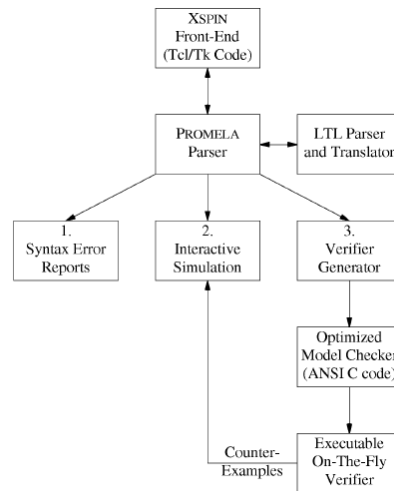 XSPIN
Front-End
(Tcl/Tk Code)
PROMELA
Parser
LTL Parser
and Translator
1.
Syntax Error
Reports
2.
Interactive
Simulation
3.
Verifier
Generator
Optimized
Model Checker
(ANSI C code)
Counter-
Examples
Executable
On-The-Fly
Verifier